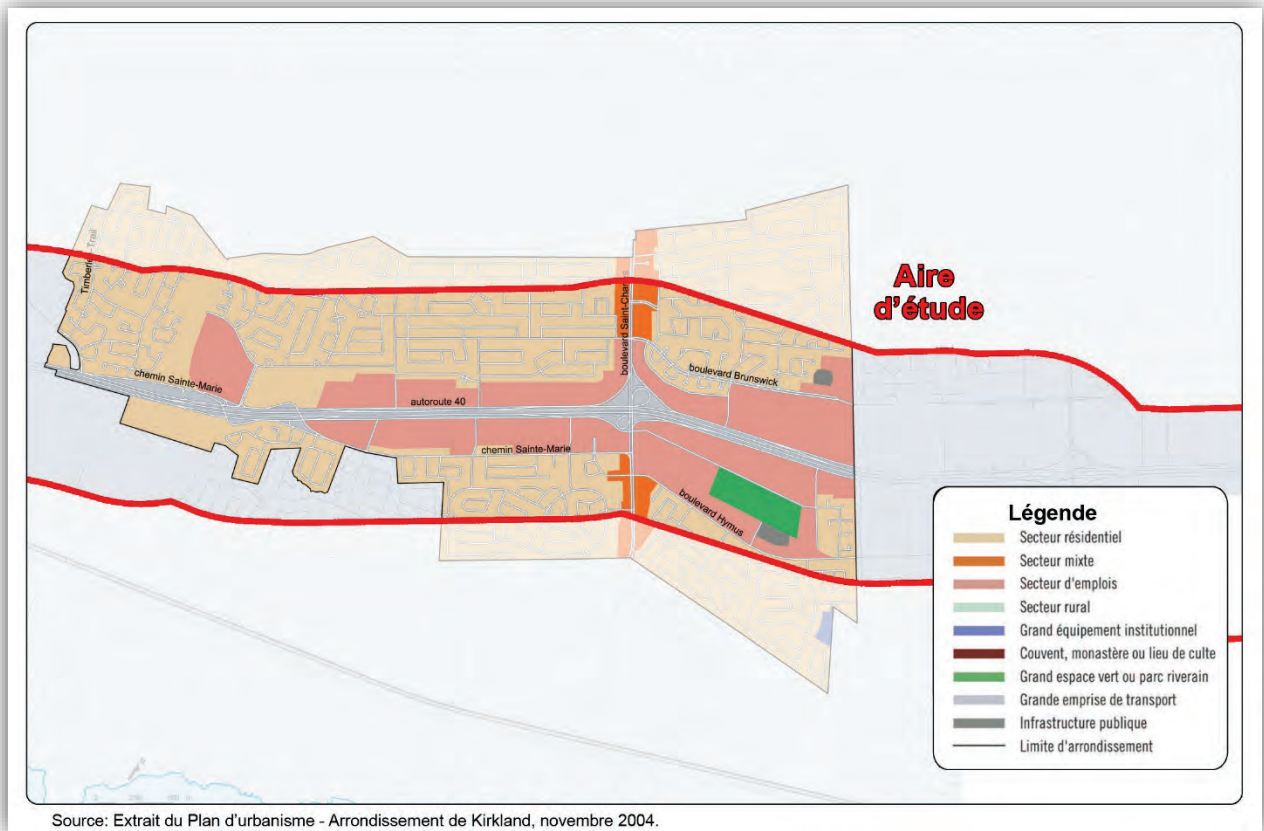 Aire
d'étude
Timberlea-Trail
boulevard Saint-Charles
boulevard Brunswick
chemin Sainte-Marie
autoroute 40
chemin Sainte-Marie
boulevard Hymus
Légende
Secteur résidentiel
Secteur mixte
Secteur d'emplois
Secteur rural
Grand équipement institutionnel
Couvent, monastère ou lieu de culte
Grand espace vert ou parc riverain
Grande emprise de transport
Infrastructure publique
Limite d'arrondissement
Source: Extrait du Plan d'urbanisme - Arrondissement de Kirkland, novembre 2004.